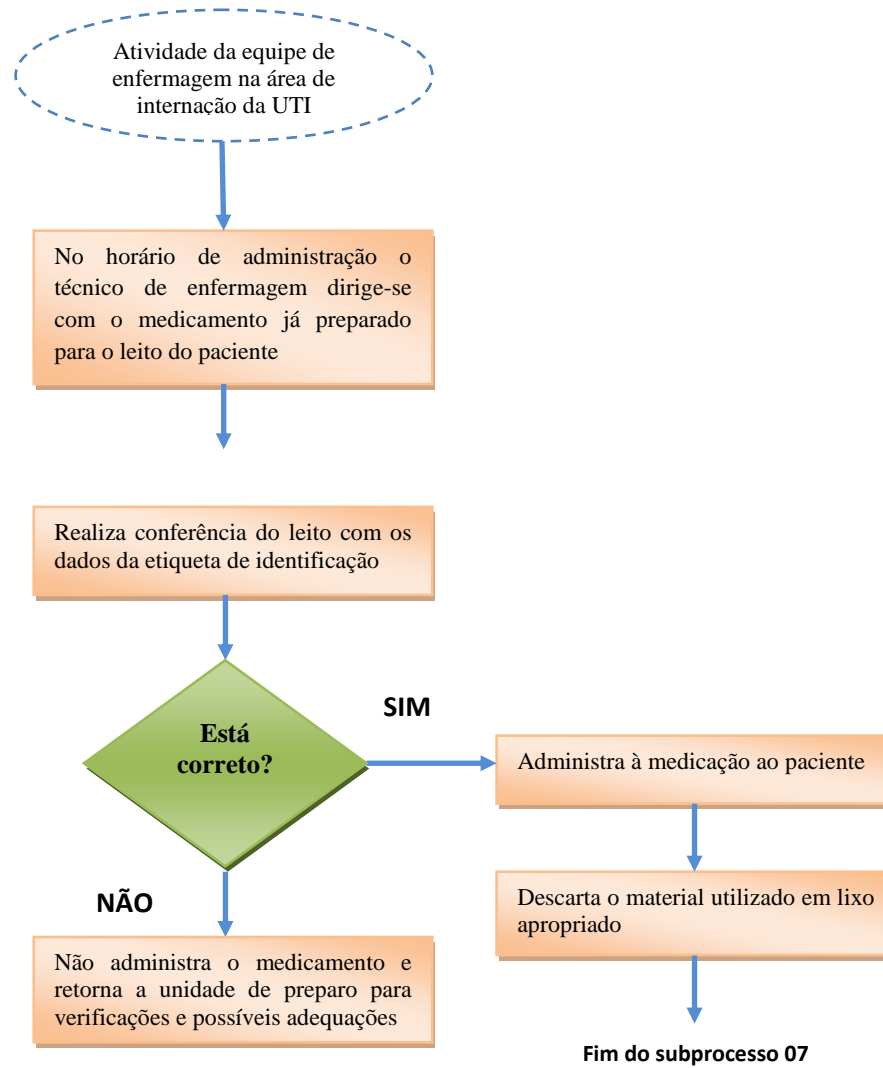 Atividade da equipe de
enfermagem na área de
internação da UTI
No horário de administração o
técnico de enfermagem dirige-se
com o medicamento já preparado
para o leito do paciente
Realiza conferência do leito com os
dados da etiqueta de identificação
Está
correto?
SIM
Administra à medicação ao paciente
Descarta o material utilizado em lixo
apropriado
Fim do subprocesso 07
NÃO
Não administra o medicamento e
retorna a unidade de preparo para
verificações e possíveis adequações